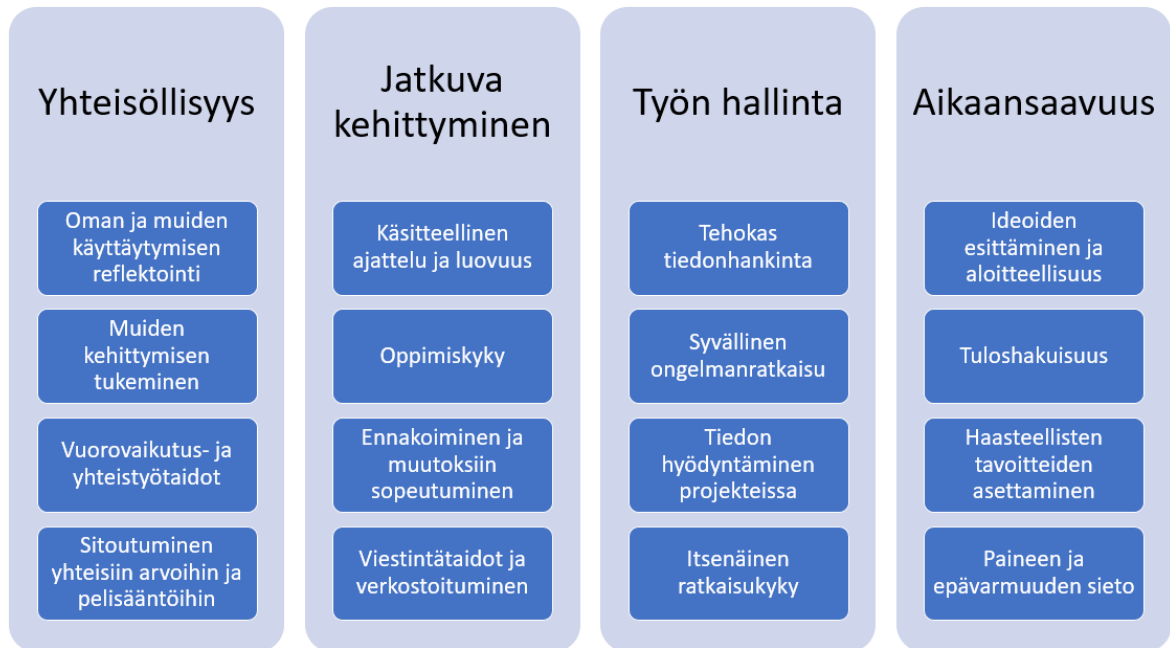 Yhteisöllisyys
Oman ja muiden
käyttäytymisen
reflektointi
Muiden
kehittymisen
tukeminen
Vuorovaikutus- ja
yhteistyötaidot
Sitoutuminen
yhteisiin arvoihin ja
pelisääntöihin
Jatkuva
kehittyminen
Käsitteellinen
ajattelu ja luovuus
Oppimiskyky
Ennakoiminen ja
muutoksiin
sopeutuminen
Viestintätaidot ja
verkostoituminen
Työn hallinta
Tehokas
tiedonhankinta
Syvällinen
ongelmanratkaisu
Tiedon
hyödyntäminen
projekteissa
Itsenäinen
ratkaisukyky
Aikaansaavuus
Ideoiden
esittäminen ja
aloitteellisuus
Tuloshakuisuus
Haasteellisten
tavoitteiden
asettaminen
Paineen ja
epävarmuuden sieto